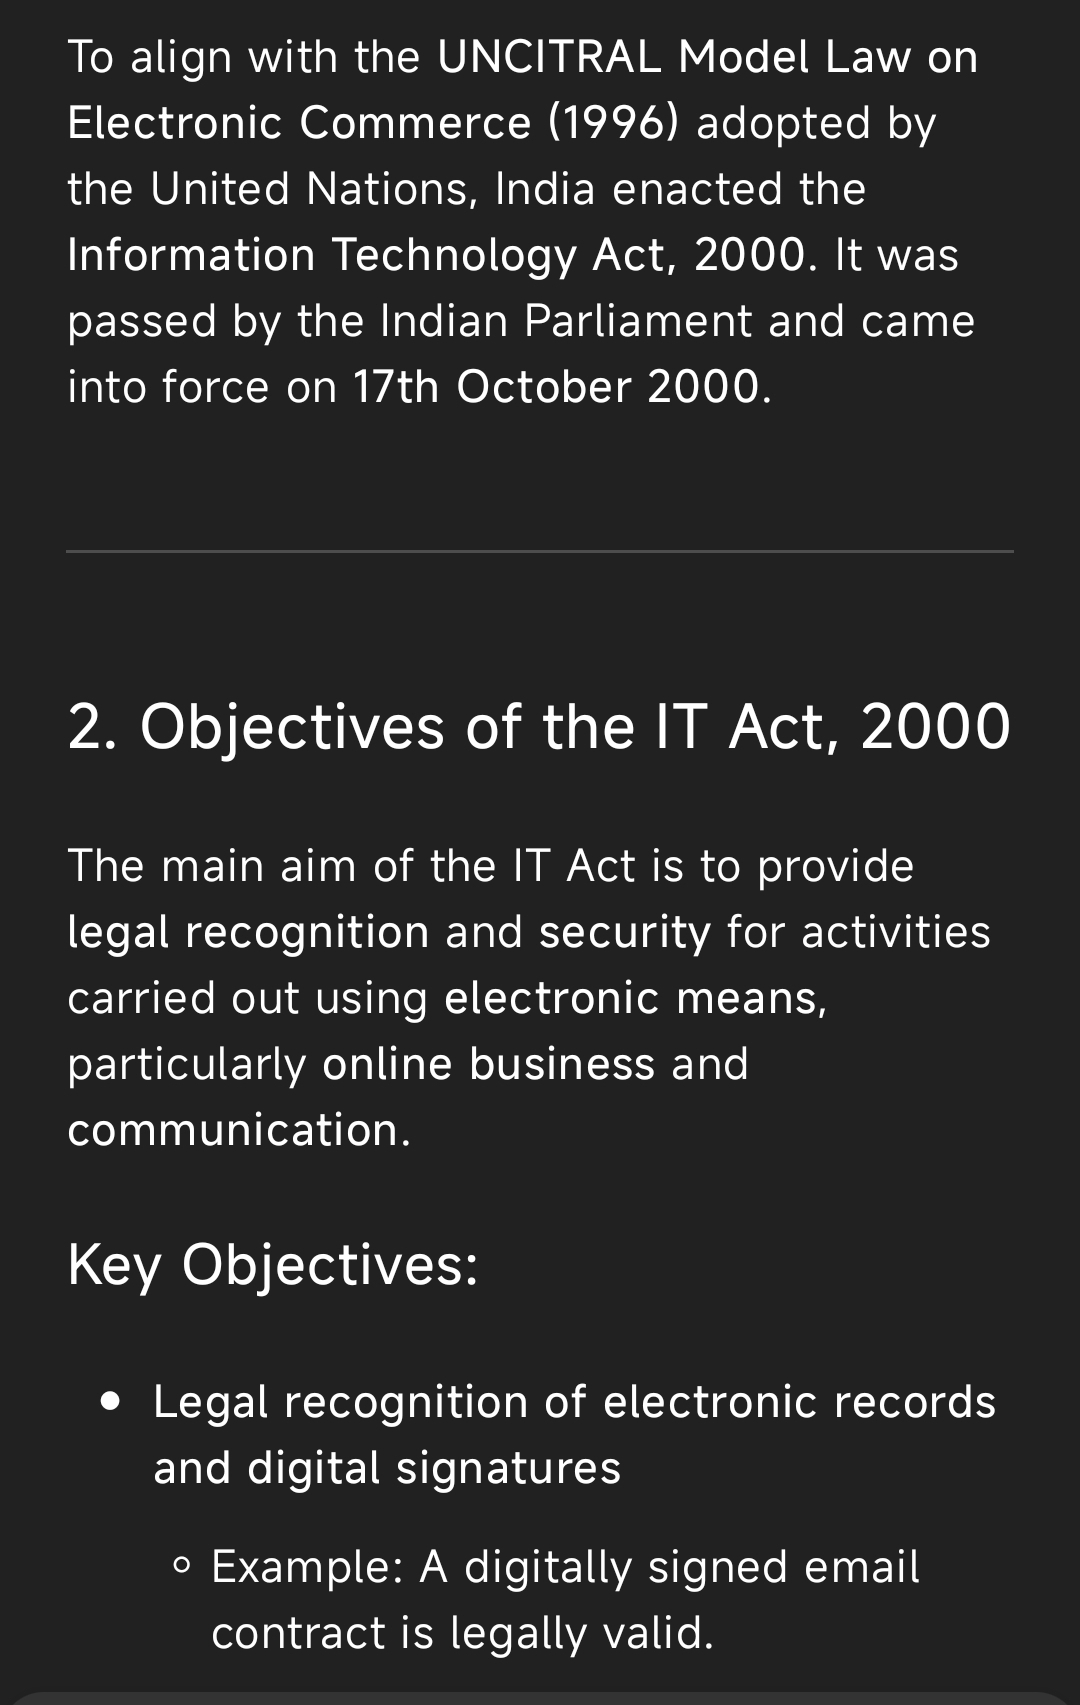 To align with the UNCITRAL Model Law on
Electronic Commerce (1996) adopted by
the United Nations, India enacted the
Information Technology Act, 2000. It was
passed by the Indian Parliament and came
into force on 17th October 2000.
2. Objectives of the IT Act, 2000
The main aim of the IT Act is to provide
legal recognition and security for activities
carried out using electronic means,
particularly online business and
communication.
Key Objectives:
• Legal recognition of electronic records
and digital signatures
◦ Example: A digitally signed email
contract is legally valid.